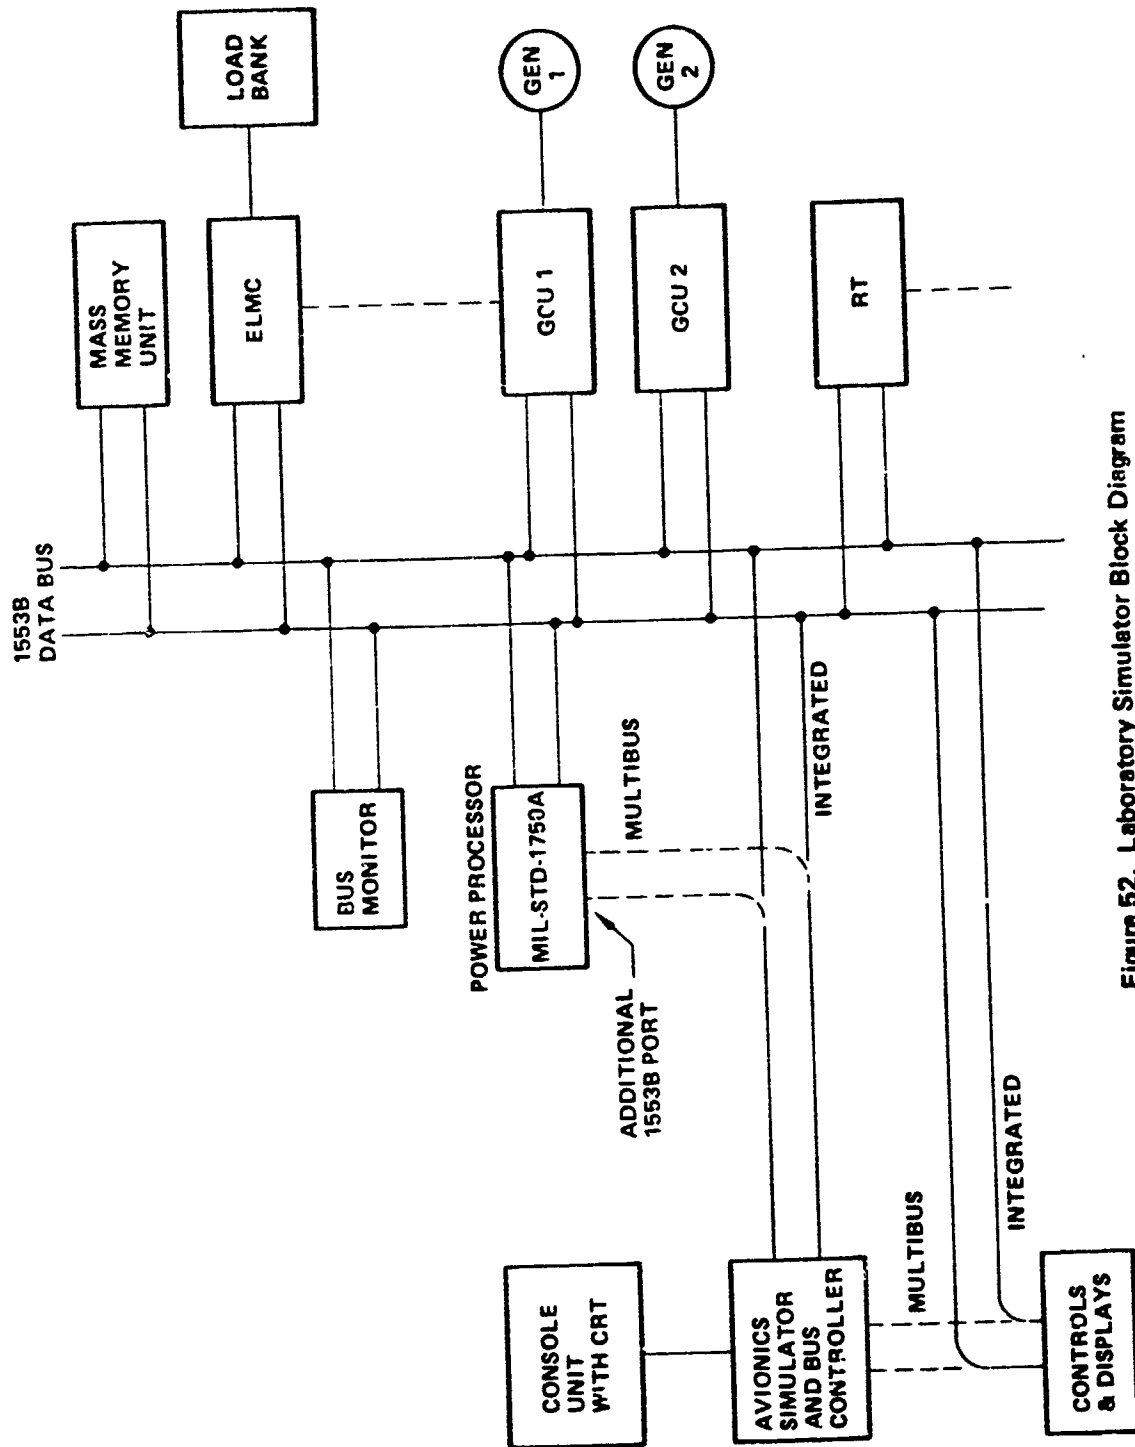 1553B
DATA BUS
MASS
MEMORY
UNIT
LOAD
BANK
ELMC
BUS
MONITOR
POWER PROCESSOR
MIL-STD-1750A
GCU 1
GEN
1
GCU 2
GEN
2
RT
ADDITIONAL
1553B PORT
MULTIBUS
INTEGRATED
CONSOLE
UNIT
WITH CRT
AVIONICS
SIMULATOR
AND BUS
CONTROLLER
MULTIBUS
INTEGRATED
CONTROLS
& DISPLAYS
Figure 52. Laboratory Simulator Block Diagram